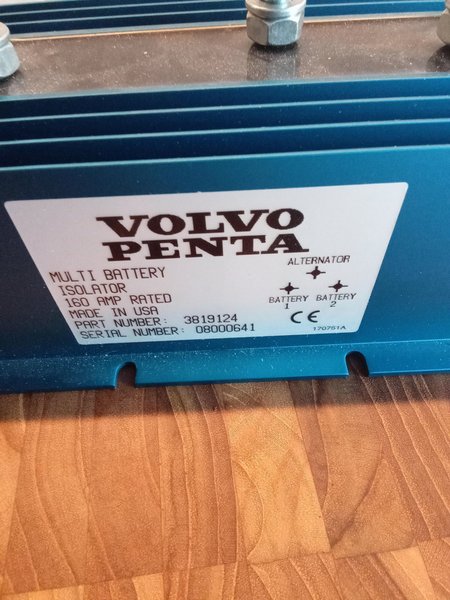 VOLVO
PENTA
MULTI BATTERY
ISOLATOR
160 AMP RATED
MADE IN USA
PART NUMBER: 3819124
SERIAL NUMBER: 08000641
ALTERNATOR
BATTERY BATTERY
1 2
CE
170751A